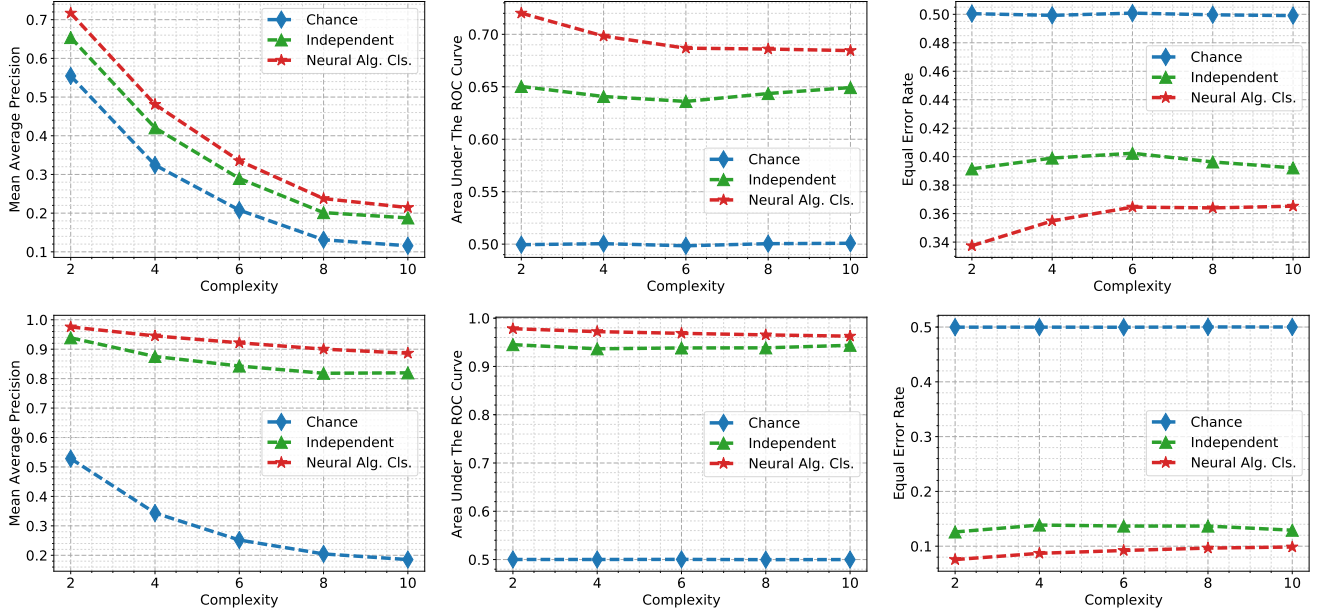 Mean Average Precision
0.7
0.6
0.5
0.4
0.3
0.2
0.1
2 4 6 8 10
Complexity
Chance
Independent
Neural Alg. Cls.
Area Under The ROC Curve
0.70
0.65
0.60
0.55
0.50
2 4 6 8 10
Complexity
Chance
Independent
Neural Alg. Cls.
Equal Error Rate
0.50
0.48
0.46
0.44
0.42
0.40
0.38
0.36
0.34
2 4 6 8 10
Complexity
Chance
Independent
Neural Alg. Cls.
Mean Average Precision
1.0
0.9
0.8
0.7
0.6
0.5
0.4
0.3
0.2
2 4 6 8 10
Complexity
Chance
Independent
Neural Alg. Cls.
Area Under The ROC Curve
1.0
0.9
0.8
0.7
0.6
0.5
2 4 6 8 10
Complexity
Chance
Independent
Neural Alg. Cls.
Equal Error Rate
0.5
0.4
0.3
0.2
0.1
2 4 6 8 10
Complexity
Chance
Independent
Neural Alg. Cls.